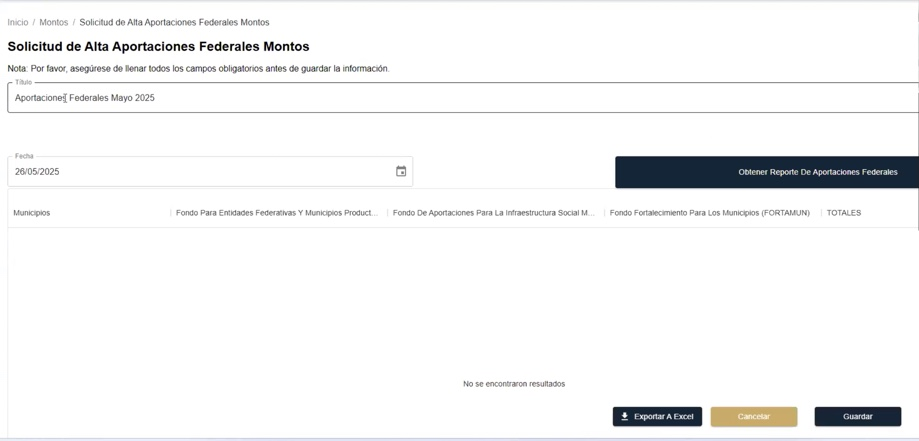 Inicio / Montos / Solicitud de Alta Aportaciones Federales Montos
Solicitud de Alta Aportaciones Federales Montos
Nota: Por favor, asegúrese de llenar todos los campos obligatorios antes de guardar la información.
Título
Aportaciones Federales Mayo 2025
Fecha
26/05/2025
Obtener Reporte De Aportaciones Federales
Municipios
Fondo Para Entidades Federativas Y Municipios Product...
Fondo De Aportaciones Para La Infraestructura Social M...
Fondo Fortalecimiento Para Los Municipios (FORTAMUN)
TOTALES
No se encontraron resultados
Exportar A Excel
Cancelar
Guardar